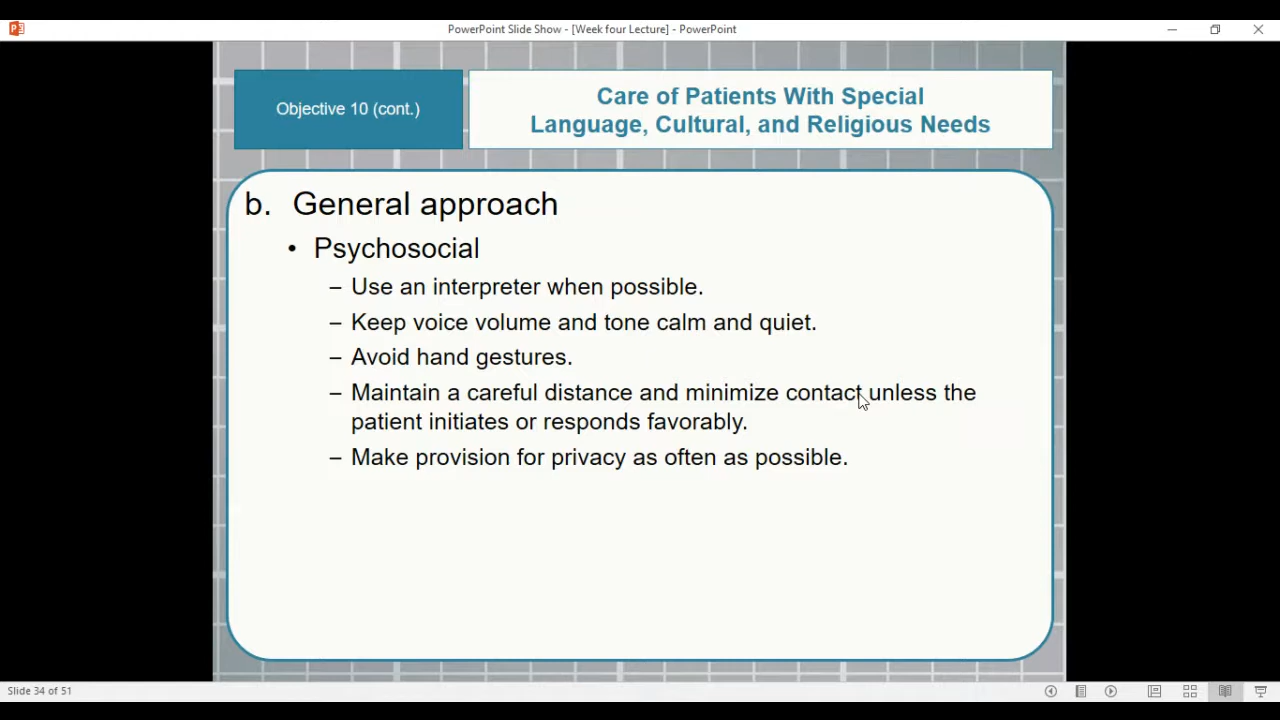 PowerPoint Slide Show - [Week four Lecture] - PowerPoint
Objective 10 (cont.)
Care of Patients With Special
Language, Cultural, and Religious Needs
b. General approach
• Psychosocial
– Use an interpreter when possible.
– Keep voice volume and tone calm and quiet.
– Avoid hand gestures.
– Maintain a careful distance and minimize contact unless the
patient initiates or responds favorably.
– Make provision for privacy as often as possible.
Slide 34 of 51